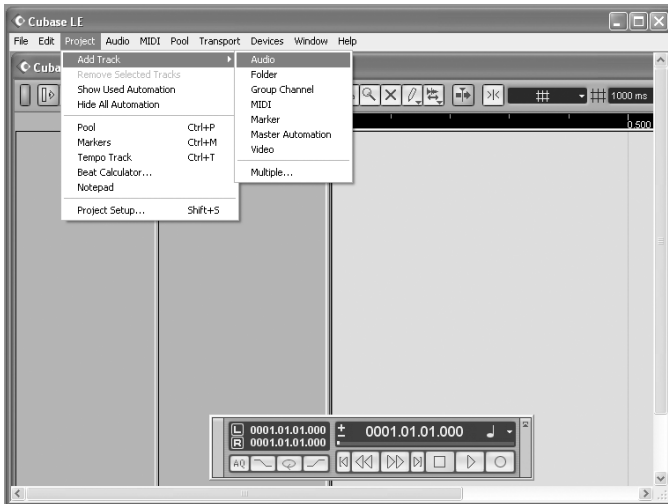 Cubase LE
File Edit Project Audio MIDI Pool Transport Devices Window Help
Cuba
Add Track
Remove Selected Tracks
Show Used Automation
Hide All Automation
Pool Ctrl+P
Markers Ctrl+M
Tempo Track Ctrl+T
Beat Calculator...
Notepad
Project Setup... Shift+S
Audio
Folder
Group Channel
MIDI
Marker
Master Automation
Video
Multiple...
1000 ms
0.500
L 0001.01.01.000
R 0001.01.01.000
0001.01.01.000
AQ